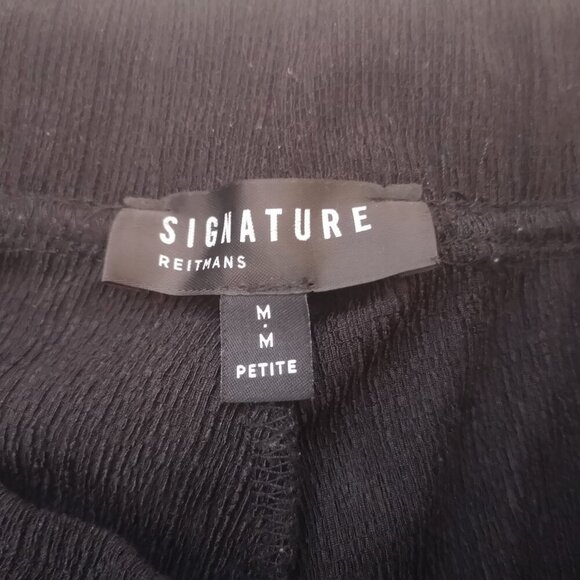 SIGNATURE
REITMANS
M
·
M
PETITE